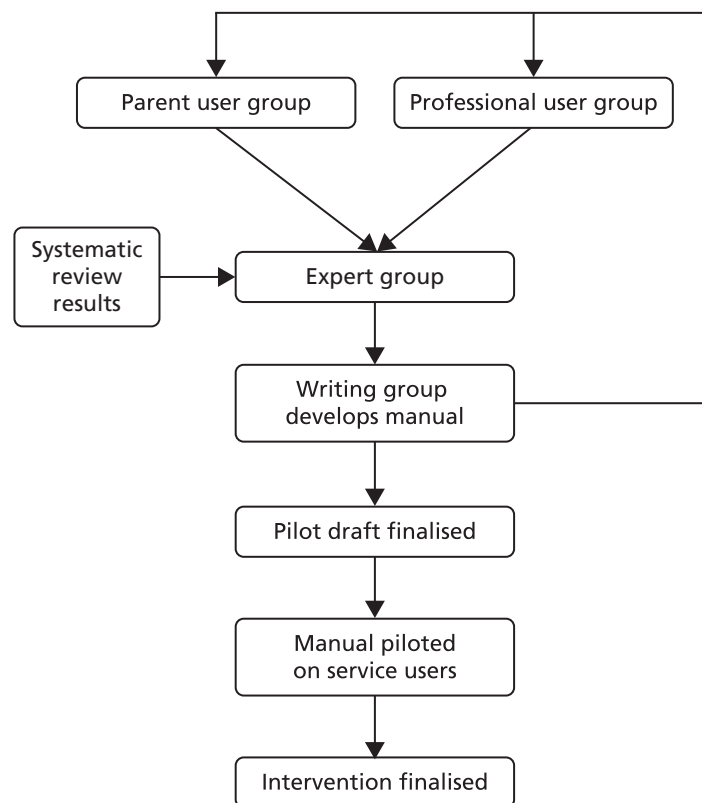 Parent user group
Professional user group
Systematic
review
results
Expert group
Writing group
develops manual
Pilot draft finalised
Manual piloted
on service users
Intervention finalised